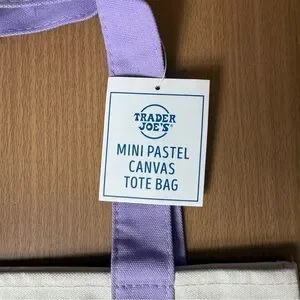 TRADER
JOE'S®
MINI PASTEL
CANVAS
TOTE BAG